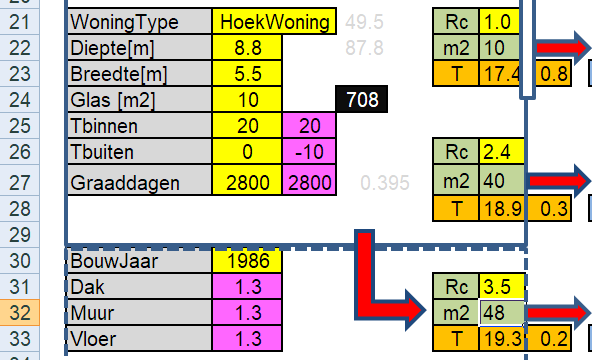 21 WoningType HoekWoning 49.5 Rc 1.0
22 Diepte[m] 8.8 87.8 m2 10
23 Breedte[m] 5.5 T 17.4 0.8
24 Glas [m2] 10 708
25 Tbinnen 20 20
26 Tbuiten 0 -10 Rc 2.4
27 Graaddagen 2800 2800 0.395 m2 40
28 T 18.9 0.3
29
30 BouwJaar 1986
31 Dak 1.3 Rc 3.5
32 Muur 1.3 m2 48
33 Vloer 1.3 T 19.3 0.2